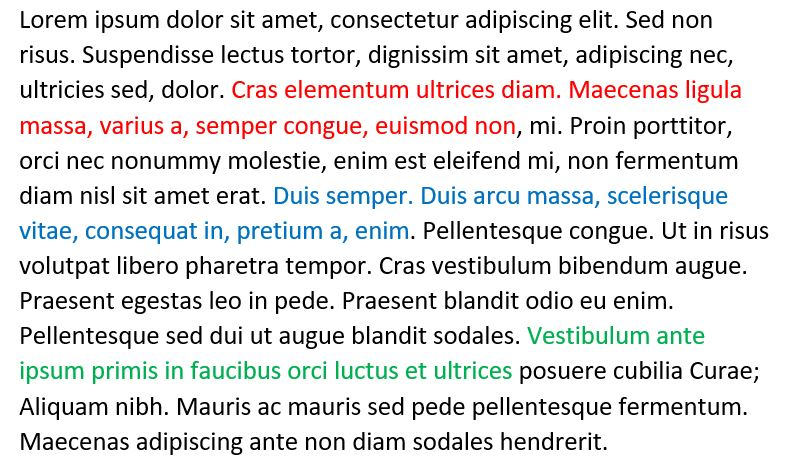 Lorem ipsum dolor sit amet, consectetur adipiscing elit. Sed non
risus. Suspendisse lectus tortor, dignissim sit amet, adipiscing nec,
ultricies sed, dolor. Cras elementum ultrices diam. Maecenas ligula
massa, varius a, semper congue, euismod non, mi. Proin porttitor,
orci nec nonummy molestie, enim est eleifend mi, non fermentum
diam nisl sit amet erat. Duis semper. Duis arcu massa, scelerisque
vitae, consequat in, pretium a, enim. Pellentesque congue. Ut in risus
volutpat libero pharetra tempor. Cras vestibulum bibendum augue.
Praesent egestas leo in pede. Praesent blandit odio eu enim.
Pellentesque sed dui ut augue blandit sodales. Vestibulum ante
ipsum primis in faucibus orci luctus et ultrices posuere cubilia Curae;
Aliquam nibh. Mauris ac mauris sed pede pellentesque fermentum.
Maecenas adipiscing ante non diam sodales hendrerit.